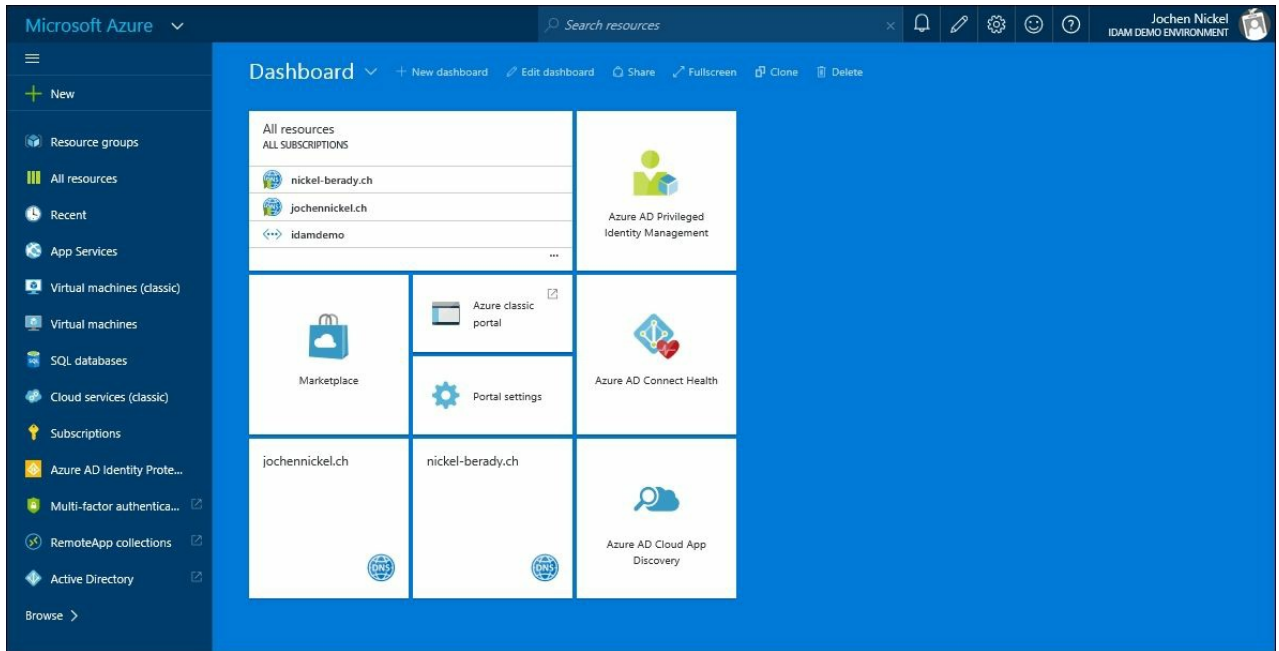 Microsoft Azure
Search resources
Jochen Nickel
IDAM DEMO ENVIRONMENT
New
Resource groups
All resources
Recent
App Services
Virtual machines (classic)
Virtual machines
SQL databases
Cloud services (classic)
Subscriptions
Azure AD Identity Prote...
Multi-factor authentica...
RemoteApp collections
Active Directory
Browse >
Dashboard
+ New dashboard
Edit dashboard
Share
Fullscreen
Clone
Delete
All resources
ALL SUBSCRIPTIONS
nickel-berady.ch
jochennickel.ch
idamdemo
...
Azure AD Privileged
Identity Management
Marketplace
Azure classic
portal
Portal settings
Azure AD Connect Health
jochennickel.ch
DNS
nickel-berady.ch
DNS
Azure AD Cloud App
Discovery